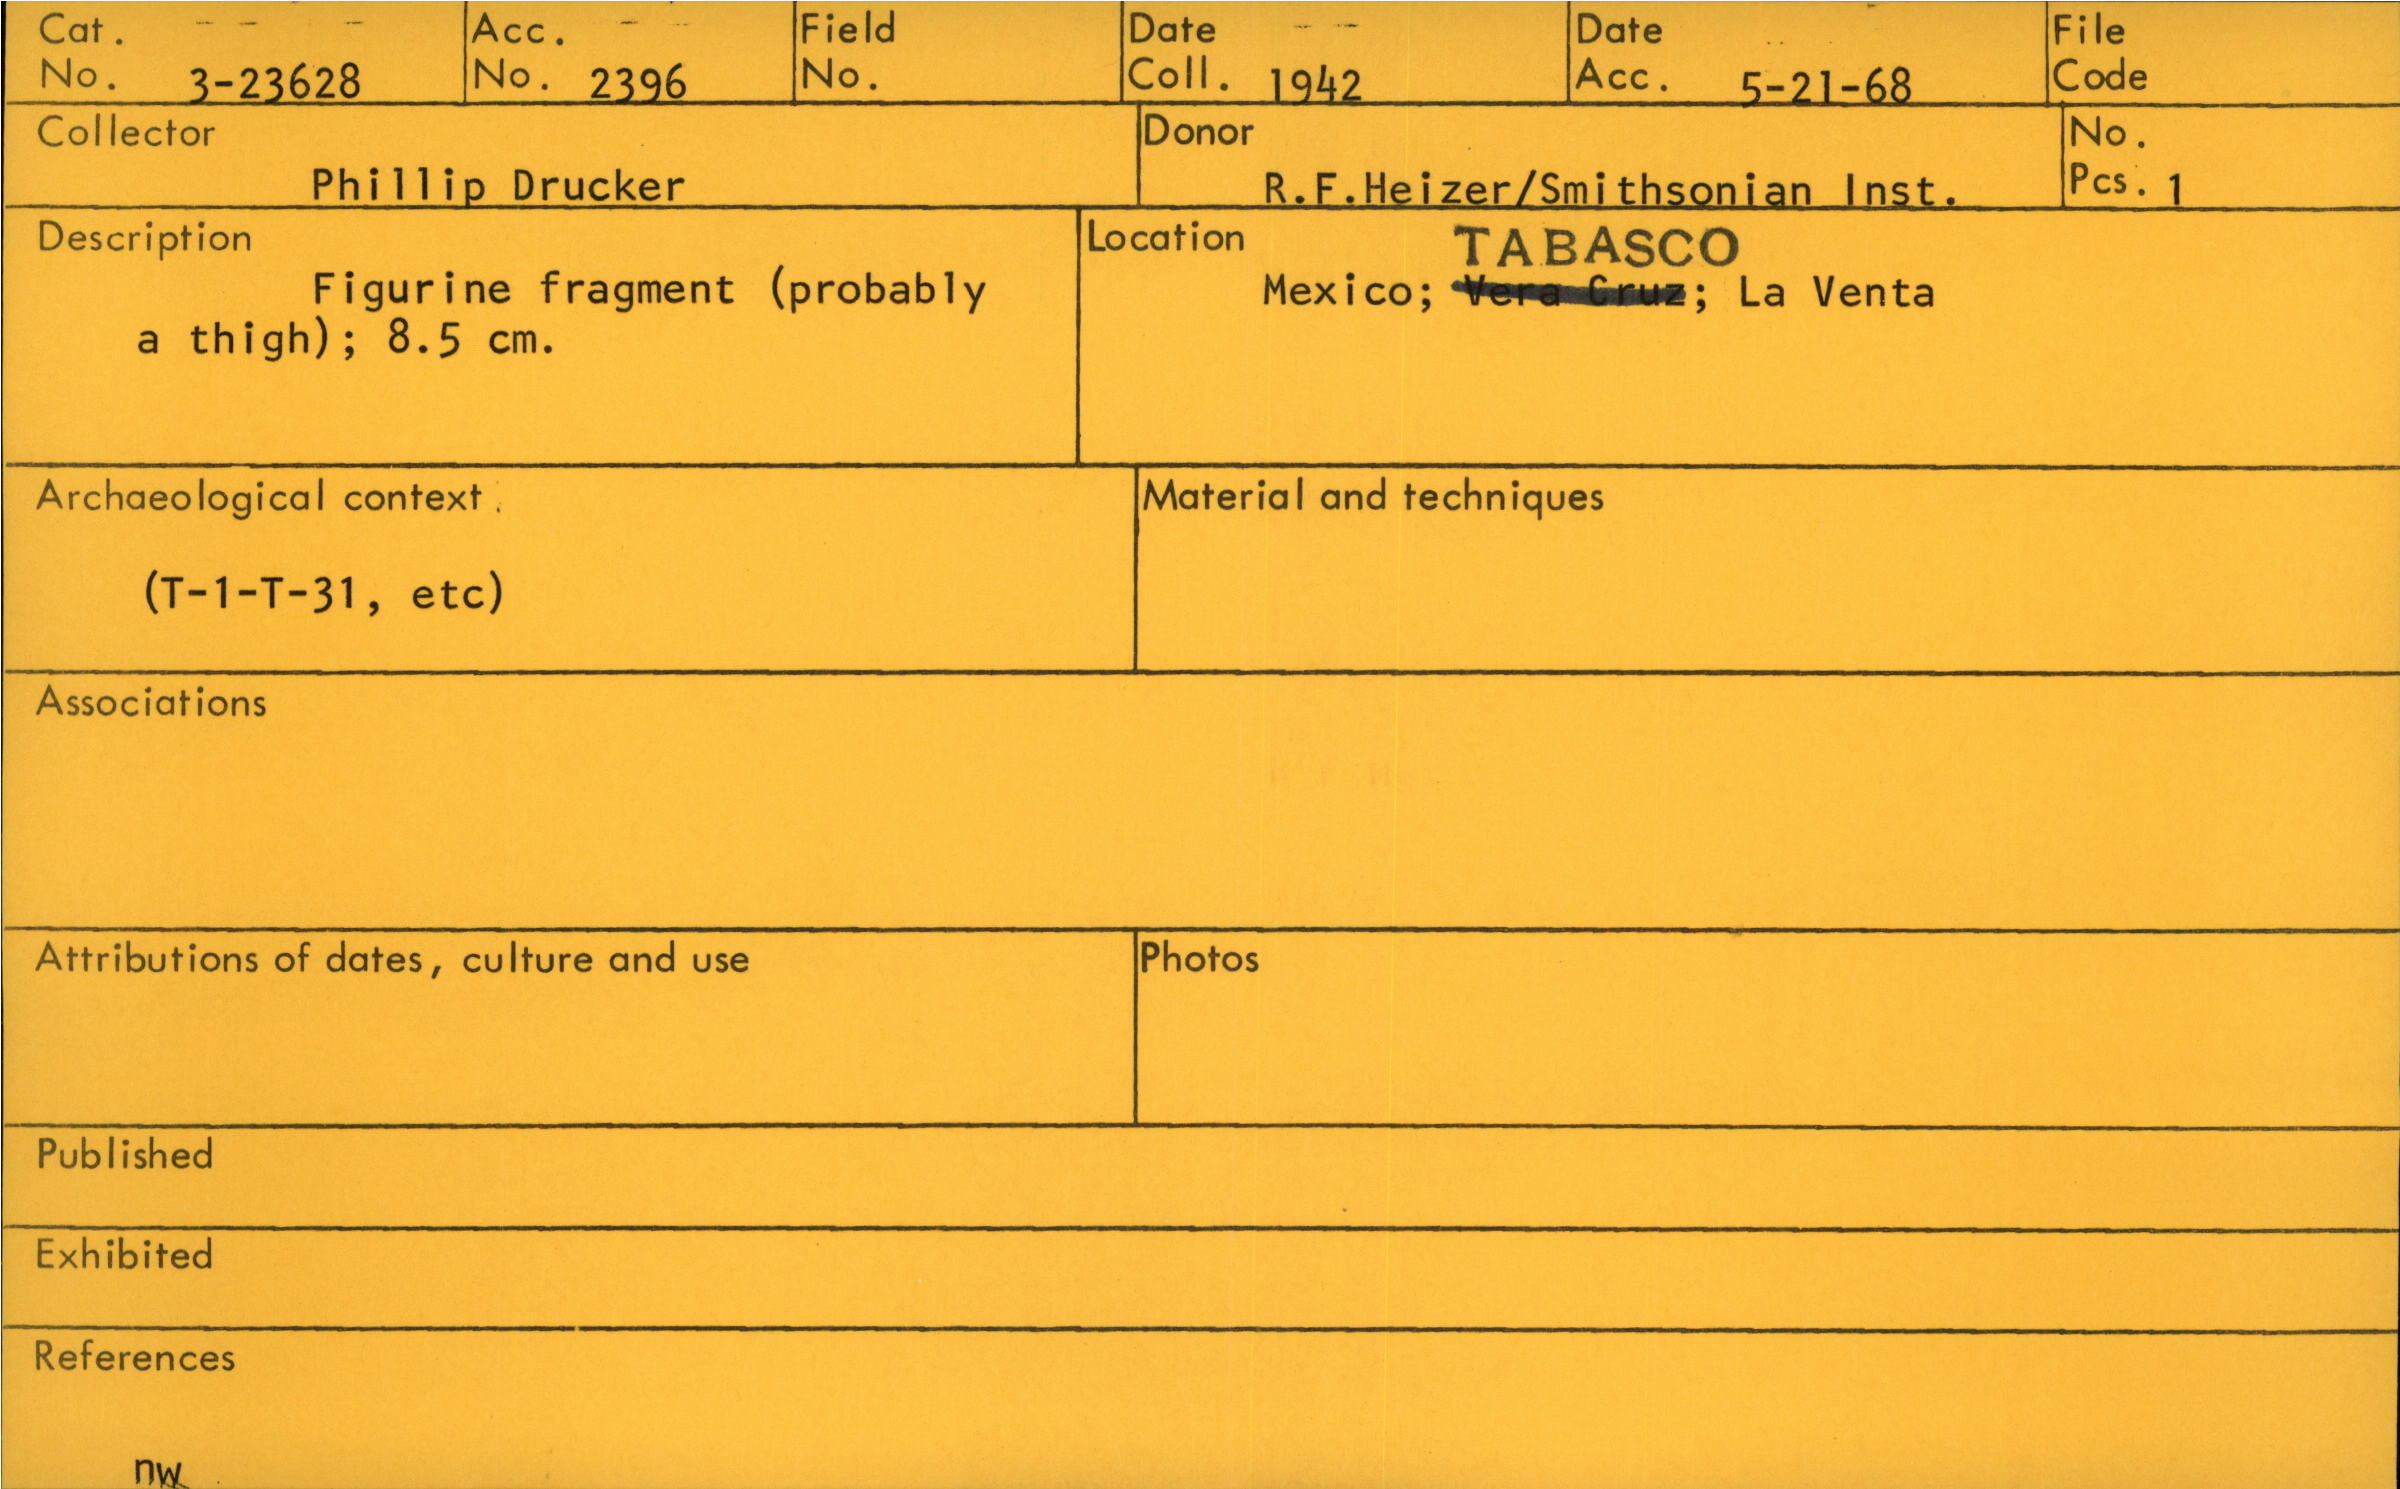 Cat. No. 3-23628
Acc. No. 2396
Field No.
Date Coll. 1942
Date Acc. 5-21-68
File Code
Collector
Phillip Drucker
Donor
R.F.Heizer/Smithsonian Inst.
No. Pcs. 1
Description
Figurine fragment (probably
a thigh); 8.5 cm.
Location
TABASCO
Mexico; Vera Cruz; La Venta
Archaeological context
(T-1-T-31, etc)
Material and techniques
Associations
Attributions of dates, culture and use
Photos
Published
Exhibited
References
nw